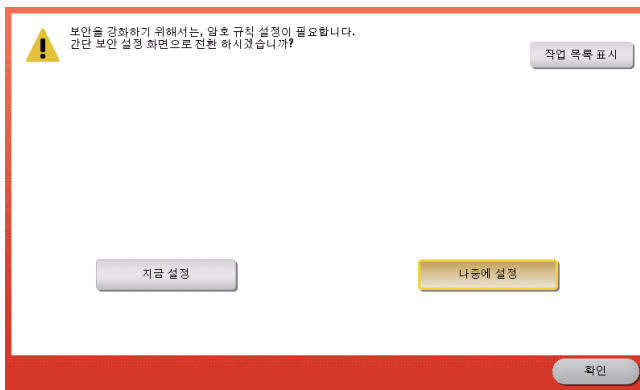 보안을 강화하기 위해서는, 암호 규칙 설정이 필요합니다.
간단 보안 설정 화면으로 전환 하시겠습니까?
작업 목록 표시
지금 설정
나중에 설정
확인